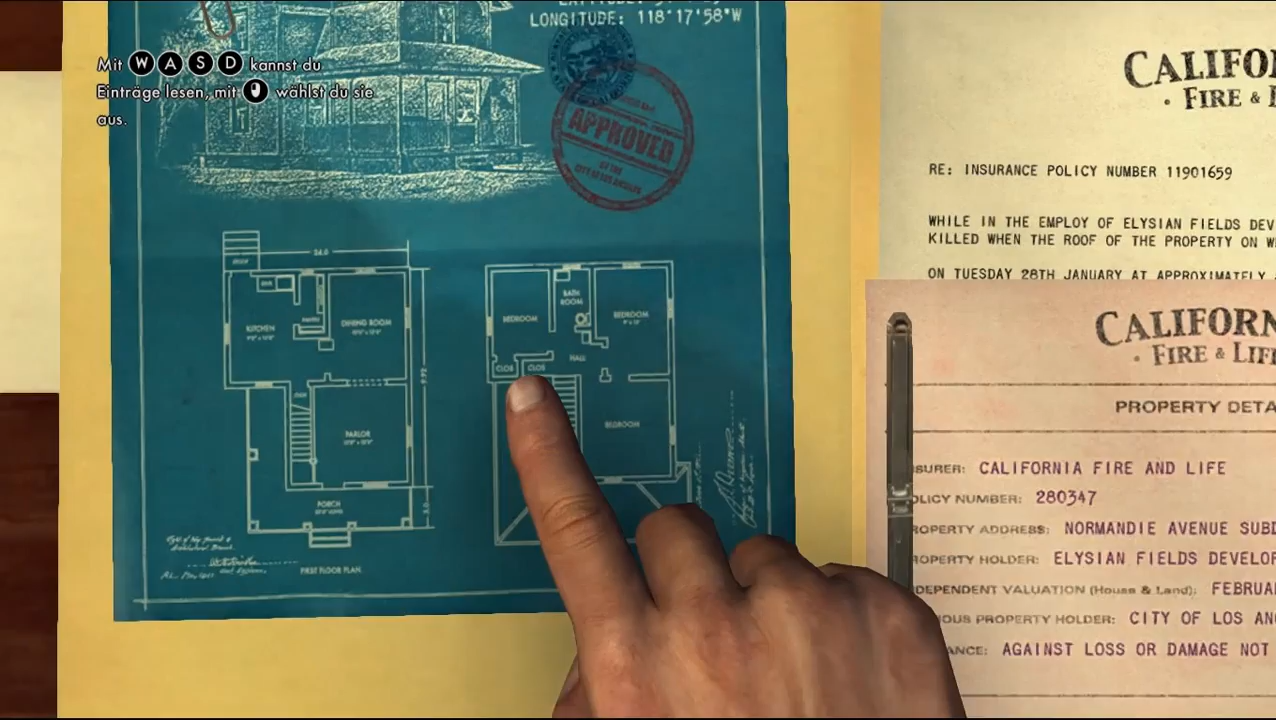 LONGITUDE: 118°17'58"W
Mit W A S D kannst du
Einträge lesen, mit wählst du sie
aus.
APPROVED
KITCHEN
DINING ROOM
PARLOR
PORCH
FIRST FLOOR PLAN
BEDROOM
BATH
ROOM
BEDROOM
HALL
CLOS
CLOS
BEDROOM
CALIFO
FIRE &
RE: INSURANCE POLICY NUMBER 11901659
WHILE IN THE EMPLOY OF ELYSIAN FIELDS DEV
KILLED WHEN THE ROOF OF THE PROPERTY ON W
ON TUESDAY 28TH JANUARY AT APPROXIMATELY
CALIFORN
FIRE & LIF
PROPERTY DETA
SURER: CALIFORNIA FIRE AND LIFE
OLICY NUMBER: 280347
ROPERTY ADDRESS: NORMANDIE AVENUE SUBD
ROPERTY HOLDER: ELYSIAN FIELDS DEVELOP
DEPENDENT VALUATION (House & Land): FEBRUAR
IOUS PROPERTY HOLDER: CITY OF LOS AN
ANCE: AGAINST LOSS OR DAMAGE NOT